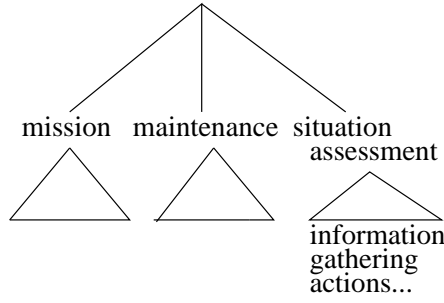 mission maintenance situation
assessment
information
gathering
actions...